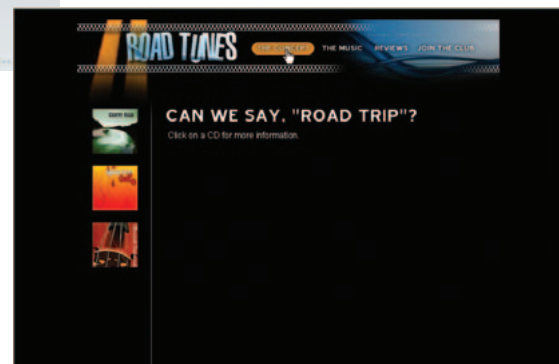 ROAD TUNES
THE CONCEPT THE MUSIC REVIEWS JOIN THE CLUB
CAN WE SAY, "ROAD TRIP"?
Click on a CD for more information.